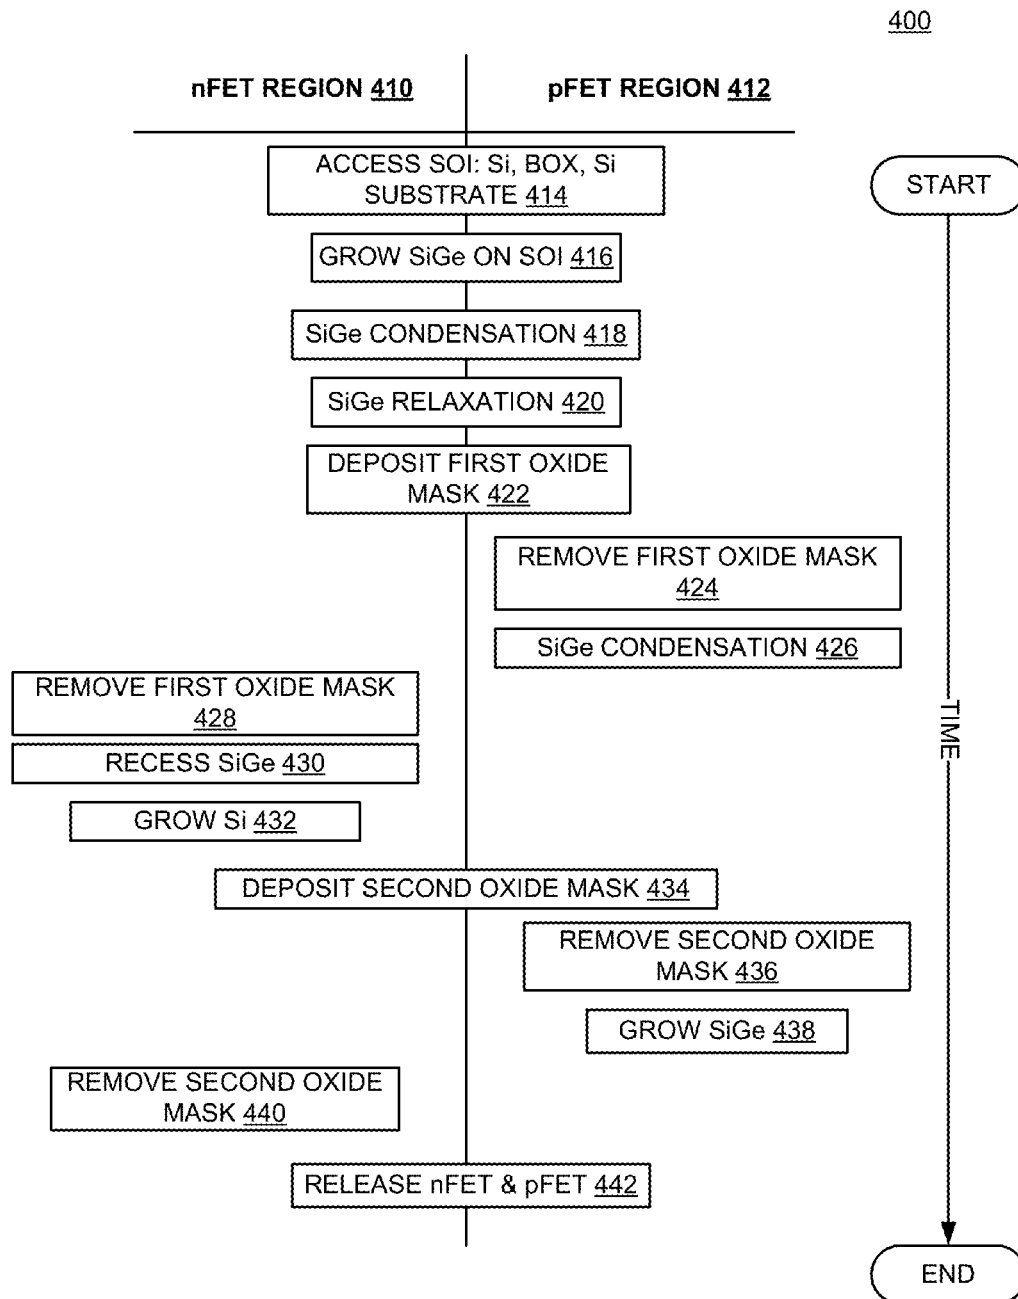 400
nFET REGION 410
pFET REGION 412
ACCESS SOI: Si, BOX, Si
SUBSTRATE 414
START
GROW SiGe ON SOI 416
SiGe CONDENSATION 418
SiGe RELAXATION 420
DEPOSIT FIRST OXIDE
MASK 422
REMOVE FIRST OXIDE MASK
424
SiGe CONDENSATION 426
REMOVE FIRST OXIDE MASK
428
TIME
RECESS SiGe 430
GROW Si 432
DEPOSIT SECOND OXIDE MASK 434
REMOVE SECOND OXIDE
MASK 436
GROW SiGe 438
REMOVE SECOND OXIDE
MASK 440
RELEASE nFET & pFET 442
END